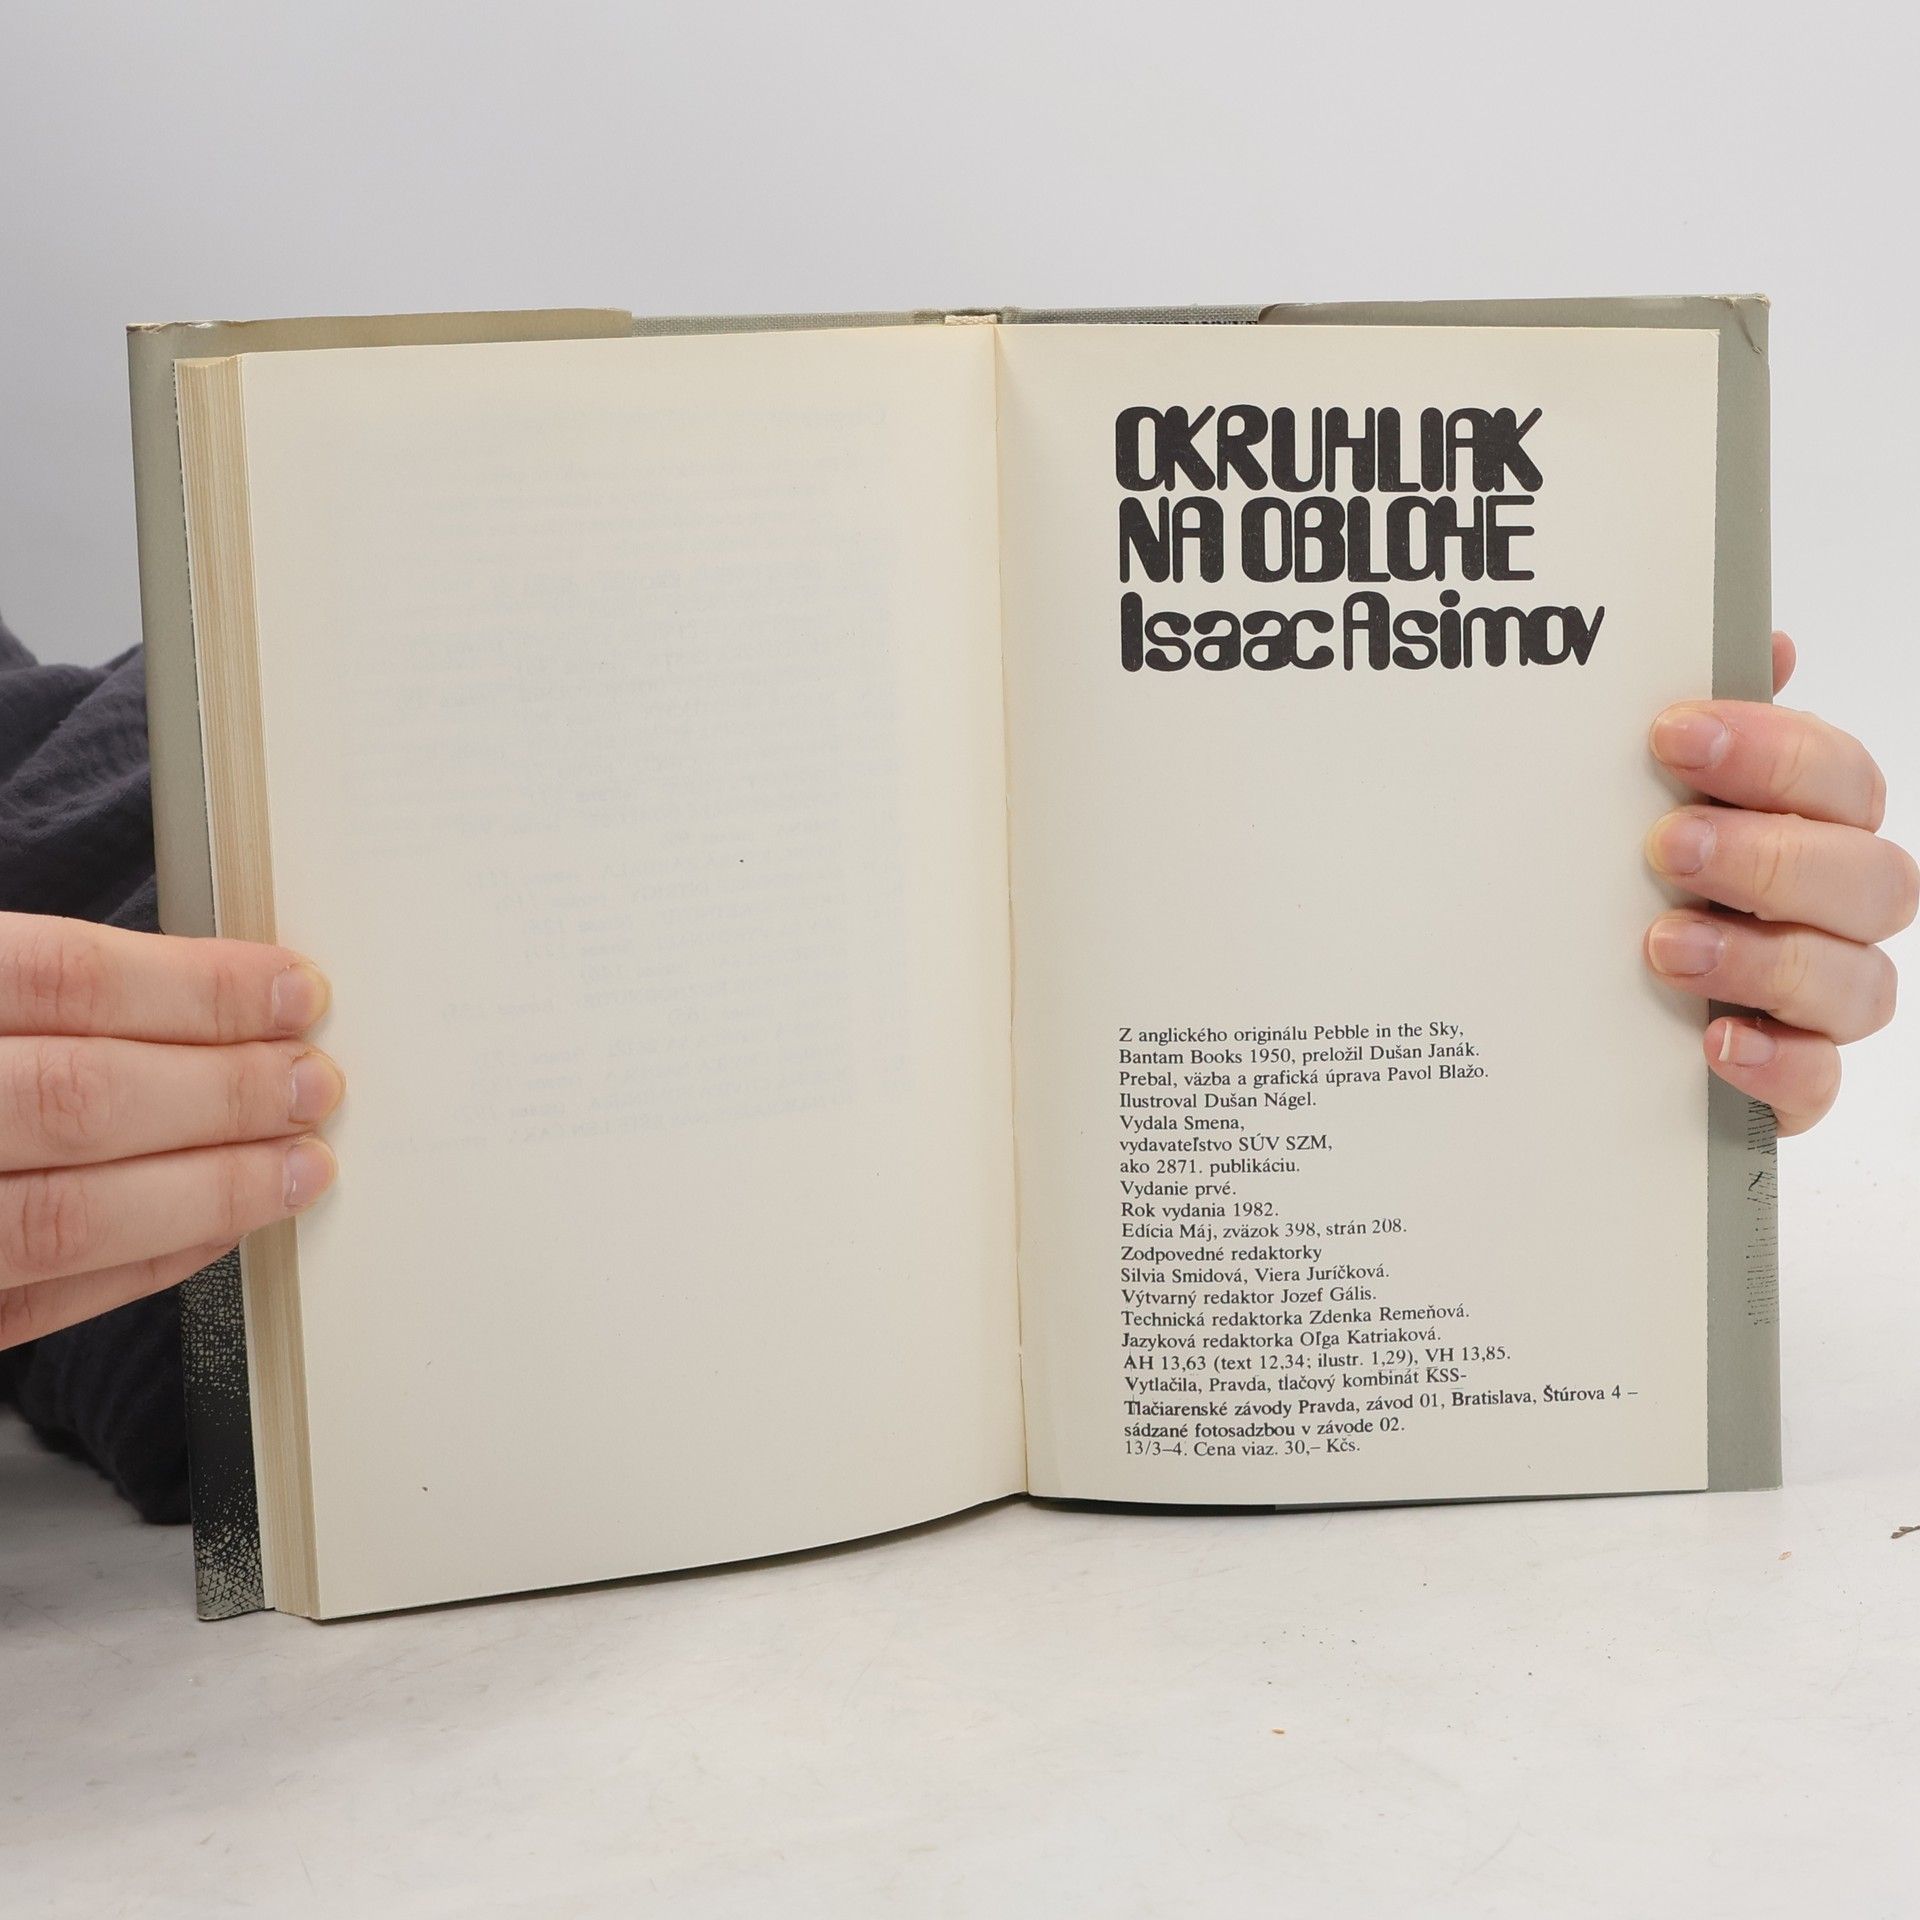 OKRUHLIAK
NA OBLOHE
Isaac Asimov
Z anglického originálu Pebble in the Sky,
Bantam Books 1950, preložil Dušan Janák.
Prebal, väzba a grafická úprava Pavol Blažo.
Ilustroval Dušan Nágel.
Vydala Smena,
vydavateľstvo SÚV SZM,
ako 2871. publikáciu.
Vydanie prvé.
Rok vydania 1982.
Edícia Máj, zväzok 398, strán 208.
Zodpovedné redaktorky
Silvia Smidová, Viera Juríčková.
Výtvarný redaktor Jozef Gális.
Technická redaktorka Zdenka Remeňová.
Jazyková redaktorka Oľga Katriaková.
AH 13,63 (text 12,34; ilustr. 1,29), VH 13,85.
Vytlačila, Pravda, tlačový kombinát KSS-
Tlačiarenské závody Pravda, závod 01, Bratislava, Štúrova 4 –
sádzané fotosadzbou v závode 02.
13/3–4. Cena viaz. 30,– Kčs.